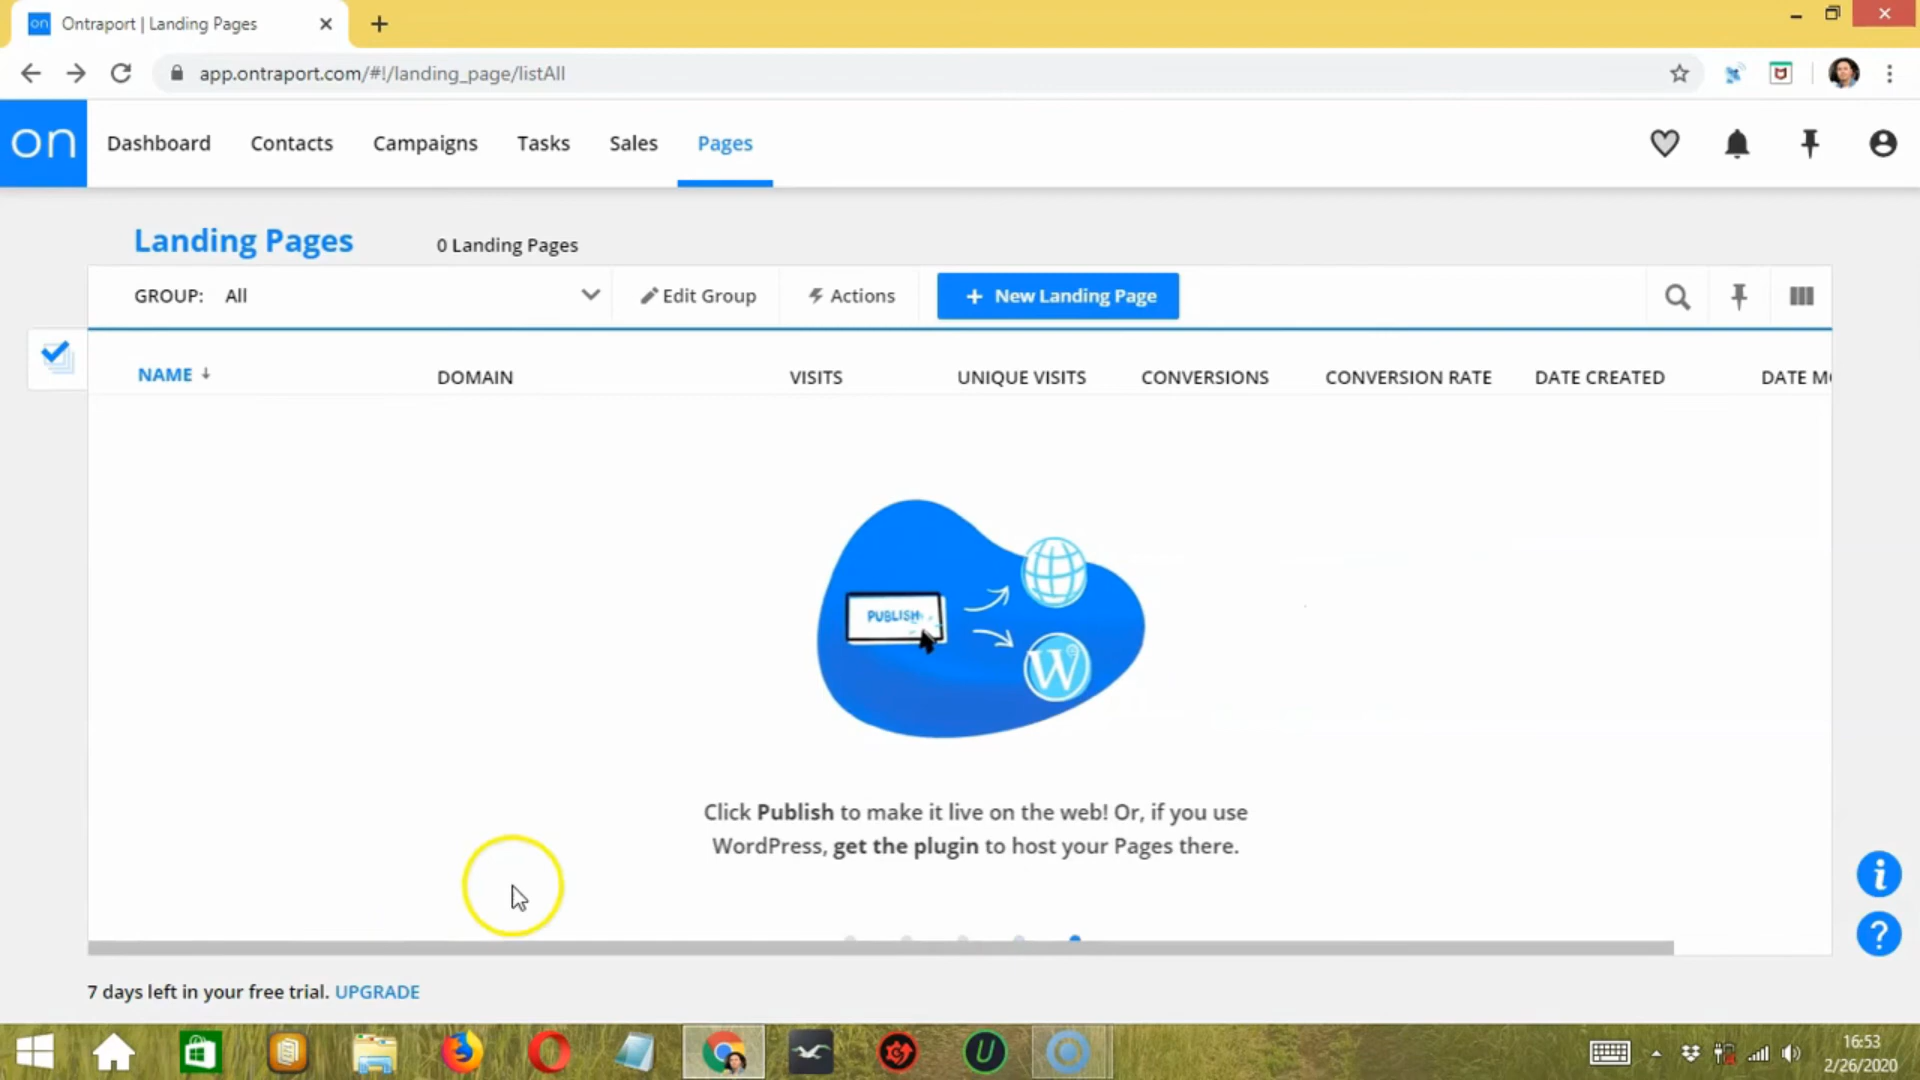 on Ontraport | Landing Pages
app.ontraport.com/#!/landing_page/listAll
on Dashboard Contacts Campaigns Tasks Sales Pages
Landing Pages 0 Landing Pages
GROUP: All Edit Group Actions + New Landing Page
NAME DOMAIN VISITS UNIQUE VISITS CONVERSIONS CONVERSION RATE DATE CREATED DATE M
PUBLISH
W
Click Publish to make it live on the web! Or, if you use
WordPress, get the plugin to host your Pages there.
i
?
7 days left in your free trial. UPGRADE
U
16:53
2/26/2020